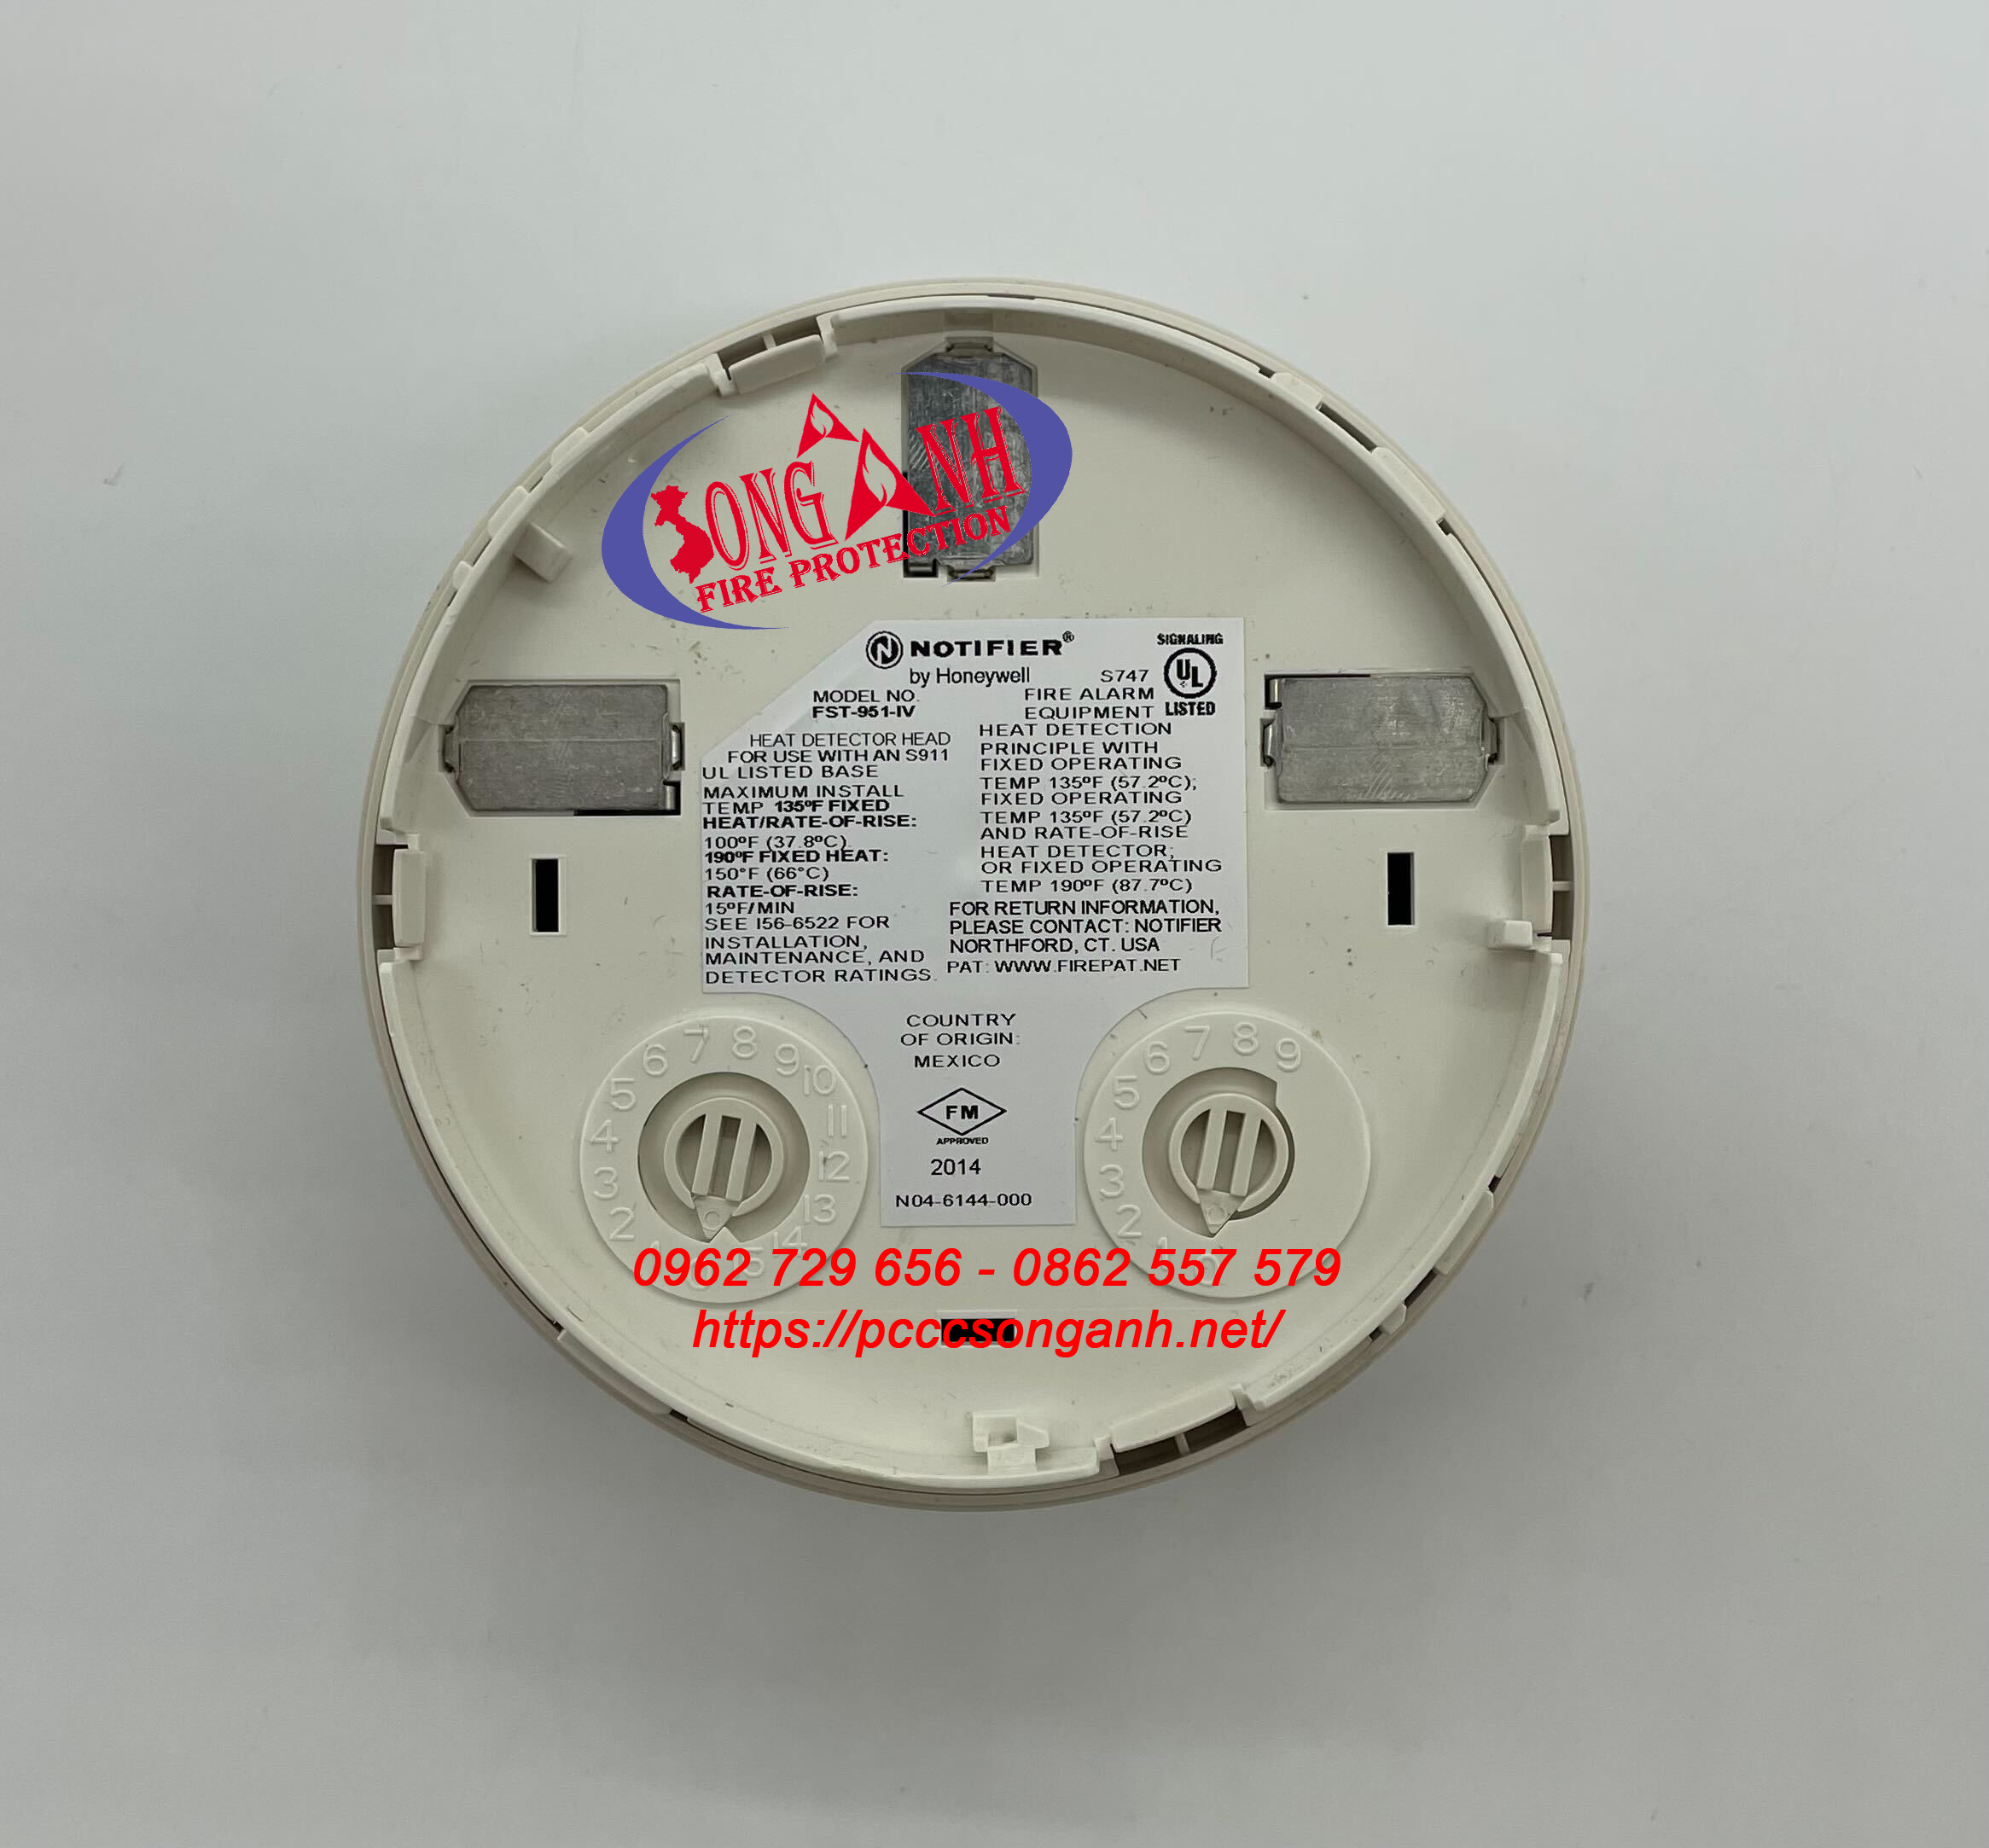 SONG ANH
FIRE PROTECTION
NOTIFIER®
by Honeywell
SIGNALING
UL
LISTED
S747
FIRE ALARM
EQUIPMENT
MODEL NO.
FST-951-IV
HEAT DETECTOR HEAD
FOR USE WITH AN S911
UL LISTED BASE
MAXIMUM INSTALL
TEMP 135ºF FIXED
HEAT/RATE-OF-RISE:
100ºF (37.8ºC)
190ºF FIXED HEAT:
150°F (66°C)
RATE-OF-RISE:
15ºF/MIN
SEE I56-6522 FOR
INSTALLATION,
MAINTENANCE, AND
DETECTOR RATINGS.
HEAT DETECTION
PRINCIPLE WITH
FIXED OPERATING
TEMP 135ºF (57.2ºC);
FIXED OPERATING
TEMP 135ºF (57.2ºC)
AND RATE-OF-RISE
HEAT DETECTOR;
OR FIXED OPERATING
TEMP 190ºF (87.7ºC)
FOR RETURN INFORMATION,
PLEASE CONTACT: NOTIFIER
NORTHFORD, CT. USA
PAT: WWW.FIREPAT.NET
COUNTRY
OF ORIGIN:
MEXICO
FM
APPROVED
2014
N04-6144-000
0 1 2 3 4 5 6 7 8 9 10 11 12 13 14 15
0 1 2 3 4 5 6 7 8 9
0962 729 656 - 0862 557 579
https://pcccsonganh.net/